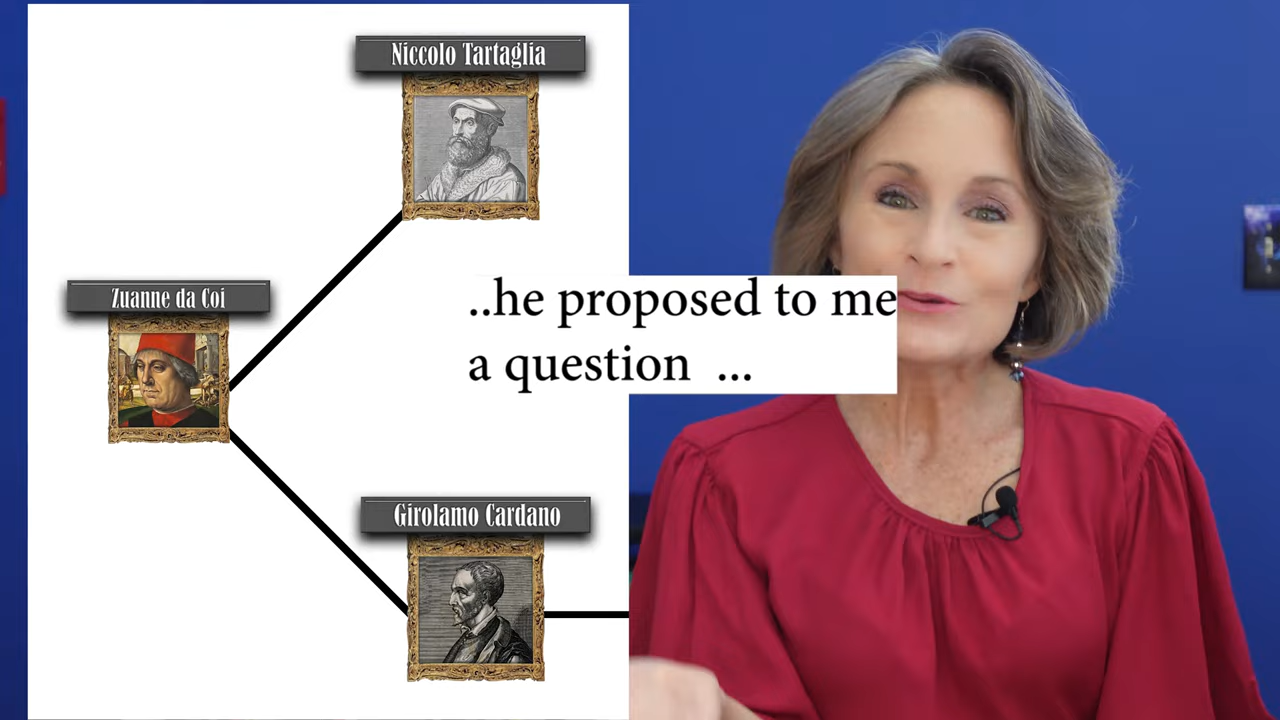 Niccolo Tartaglia
Zuanne da Coi
..he proposed to me
a question ...
Girolamo Cardano